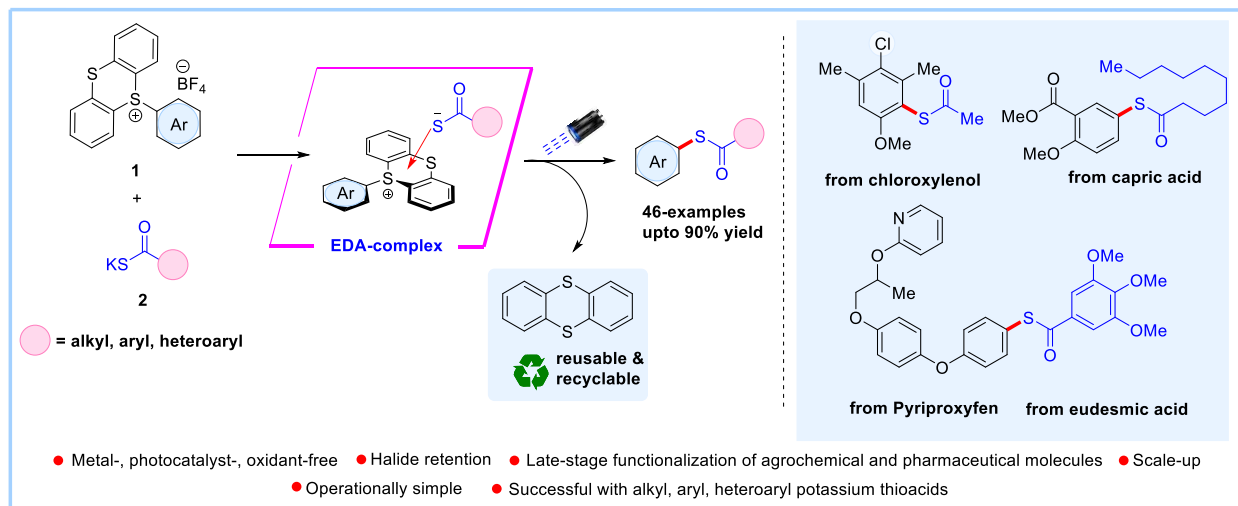 S
⊖
BF4
S
⊕
Ar
1
+
O
KS
2
= alkyl, aryl, heteroaryl
O
S
−
S
Ar
S
⊕
EDA-complex
S
Ar
O
46-examples
upto 90% yield
S
S
reusable &
recyclable
Cl
Me
Me
O
S
Me
OMe
from chloroxylenol
Me
O
MeO
S
MeO
O
from capric acid
N
O
Me
O
O
S
O
OMe
OMe
OMe
from Pyriproxyfen
from eudesmic acid
Metal-, photocatalyst-, oxidant-free
Halide retention
Late-stage functionalization of agrochemical and pharmaceutical molecules
Scale-up
Operationally simple
Successful with alkyl, aryl, heteroaryl potassium thioacids